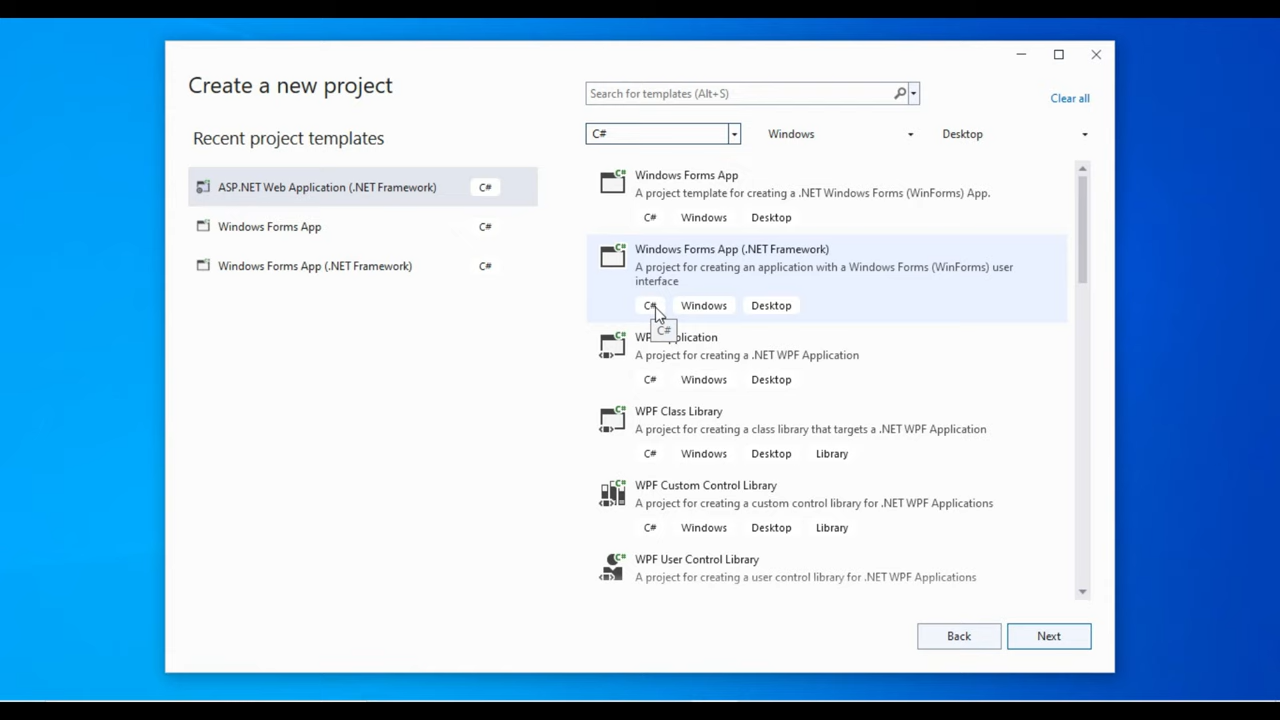 Create a new project
Recent project templates
ASP.NET Web Application (.NET Framework) C#
Windows Forms App C#
Windows Forms App (.NET Framework) C#
Search for templates (Alt+S)
Clear all
C# Windows Desktop
Windows Forms App
A project template for creating a .NET Windows Forms (WinForms) App.
C# Windows Desktop
Windows Forms App (.NET Framework)
A project for creating an application with a Windows Forms (WinForms) user
interface
C# Windows Desktop
C#
A project for creating a .NET WPF Application
C# Windows Desktop
WPF Class Library
A project for creating a class library that targets a .NET WPF Application
C# Windows Desktop Library
WPF Custom Control Library
A project for creating a custom control library for .NET WPF Applications
C# Windows Desktop Library
WPF User Control Library
A project for creating a user control library for .NET WPF Applications
Back Next